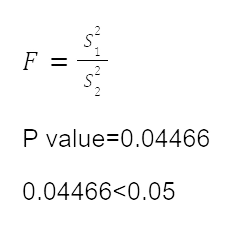 F = S₁² / S₂²
P value=0.04466
0.04466<0.05